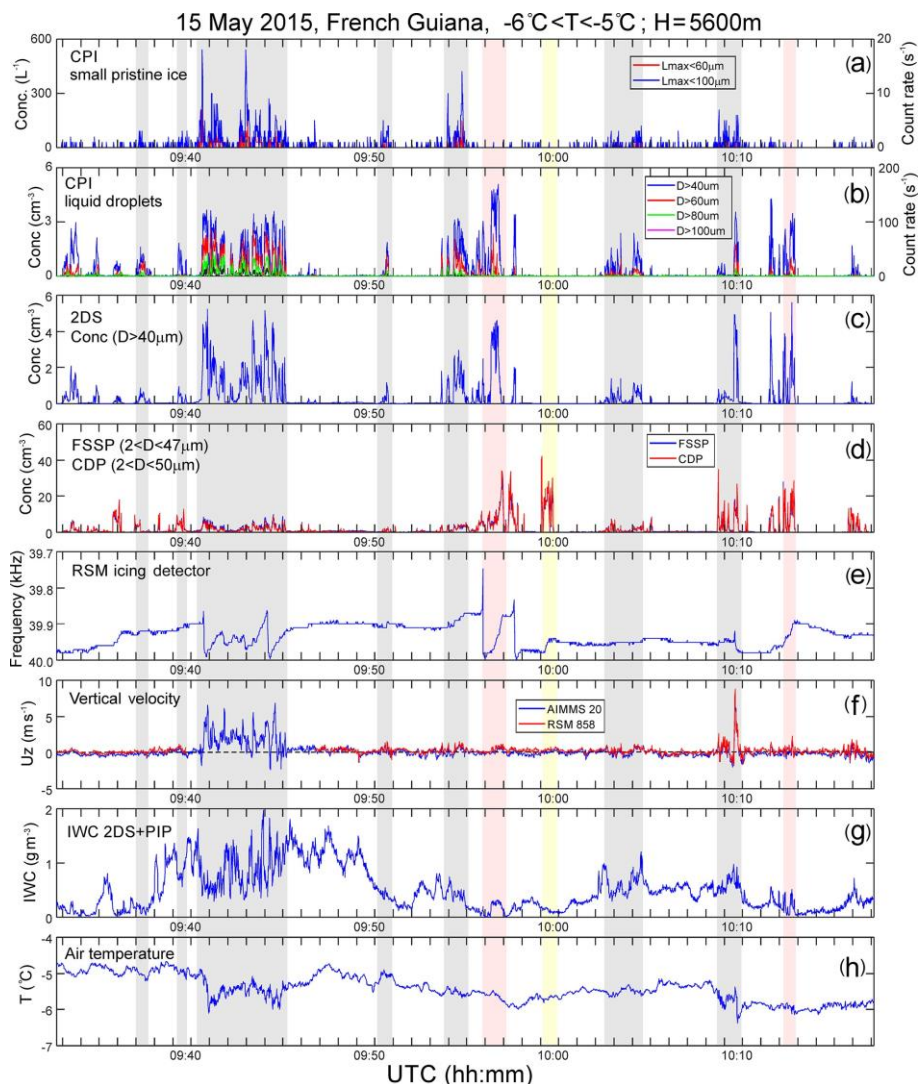 15 May 2015, French Guiana, -6°C<T<-5°C; H=5600m
CPI
small pristine ice
(a)
Lmax<60μm
Lmax<100μm
Conc. (L⁻¹)
600
300
0
20
10
0
Count rate (s⁻¹)
09:40 09:50 10:00 10:10
CPI
liquid droplets
(b)
D>40um
D>60um
D>80um
D>100um
Conc (cm⁻³)
6
3
0
200
100
0
Count rate (s⁻¹)
09:40 09:50 10:00 10:10
2DS
Conc (D>40μm)
(c)
Conc (cm⁻³)
6
4
2
0
09:40 09:50 10:00 10:10
FSSP (2<D<47μm)
CDP (2<D<50μm)
(d)
FSSP
CDP
Conc (cm⁻³)
60
40
20
0
09:40 09:50 10:00 10:10
RSM icing detector
(e)
Frequency (kHz)
39.7
39.8
39.9
40.0
09:40 09:50 10:00 10:10
Vertical velocity
(f)
AIMMS 20
RSM 858
Uz (m s⁻¹)
10
5
0
-5
09:40 09:50 10:00 10:10
IWC 2DS+PIP
(g)
IWC (g m⁻³)
2
1
0
09:40 09:50 10:00 10:10
Air temperature
(h)
T (°C)
-4
-5
-6
-7
09:40 09:50 10:00 10:10
UTC (hh:mm)